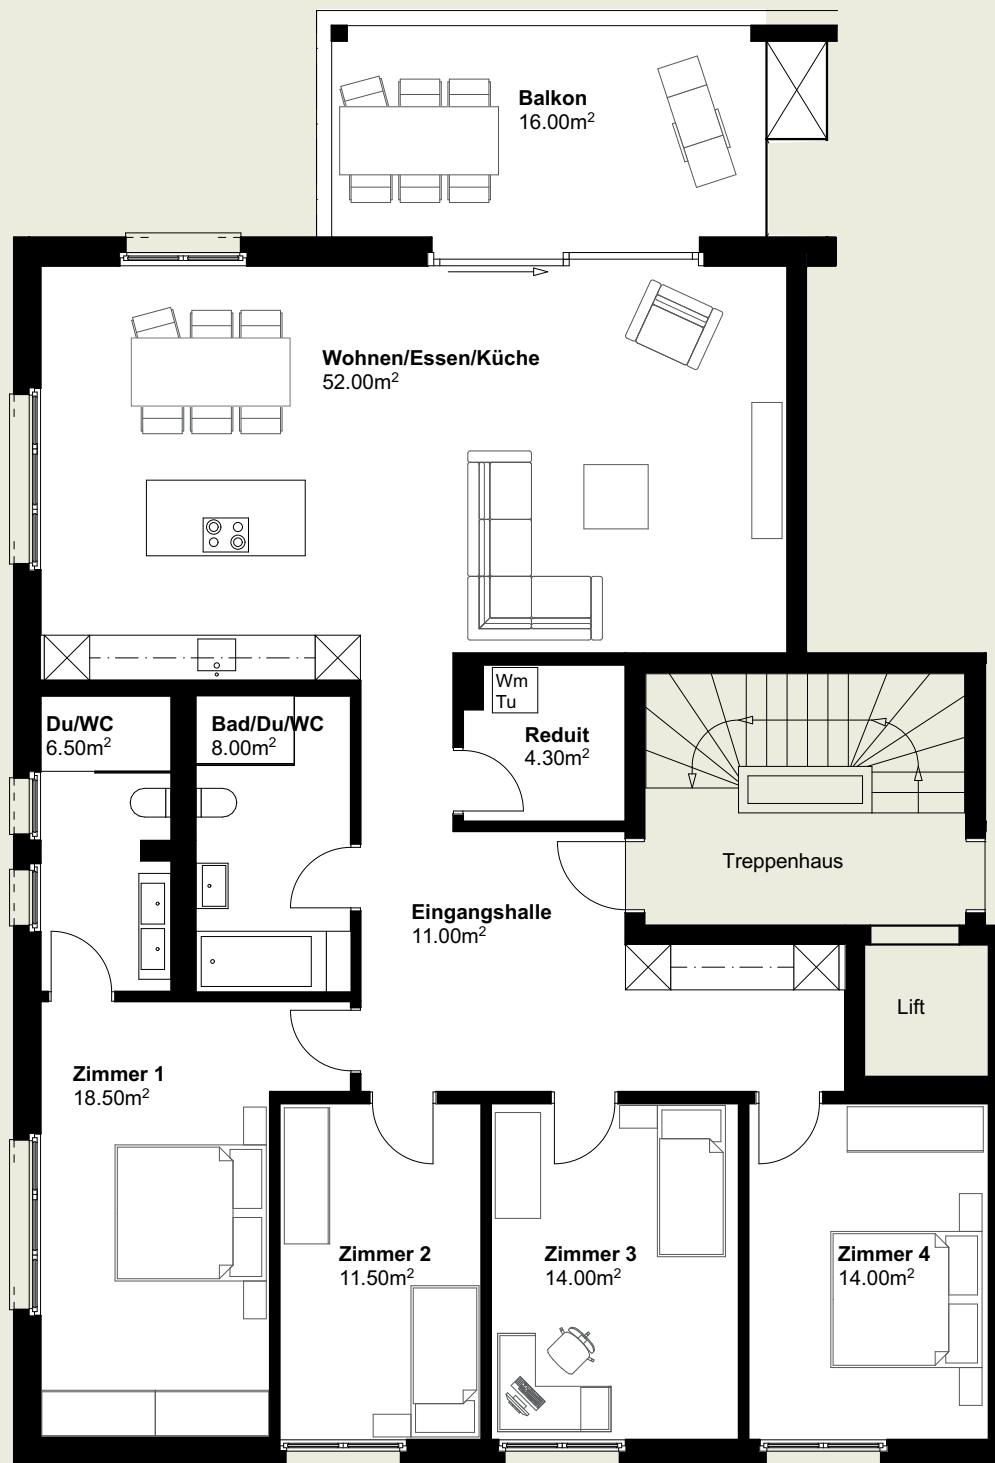 Balkon
16.00m²
Wohnen/Essen/Küche
52.00m²
Wm
Tu
Du/WC
6.50m²
Bad/Du/WC
8.00m²
Reduit
4.30m²
Treppenhaus
Eingangshalle
11.00m²
Lift
Zimmer 1
18.50m²
Zimmer 2
11.50m²
Zimmer 3
14.00m²
Zimmer 4
14.00m²